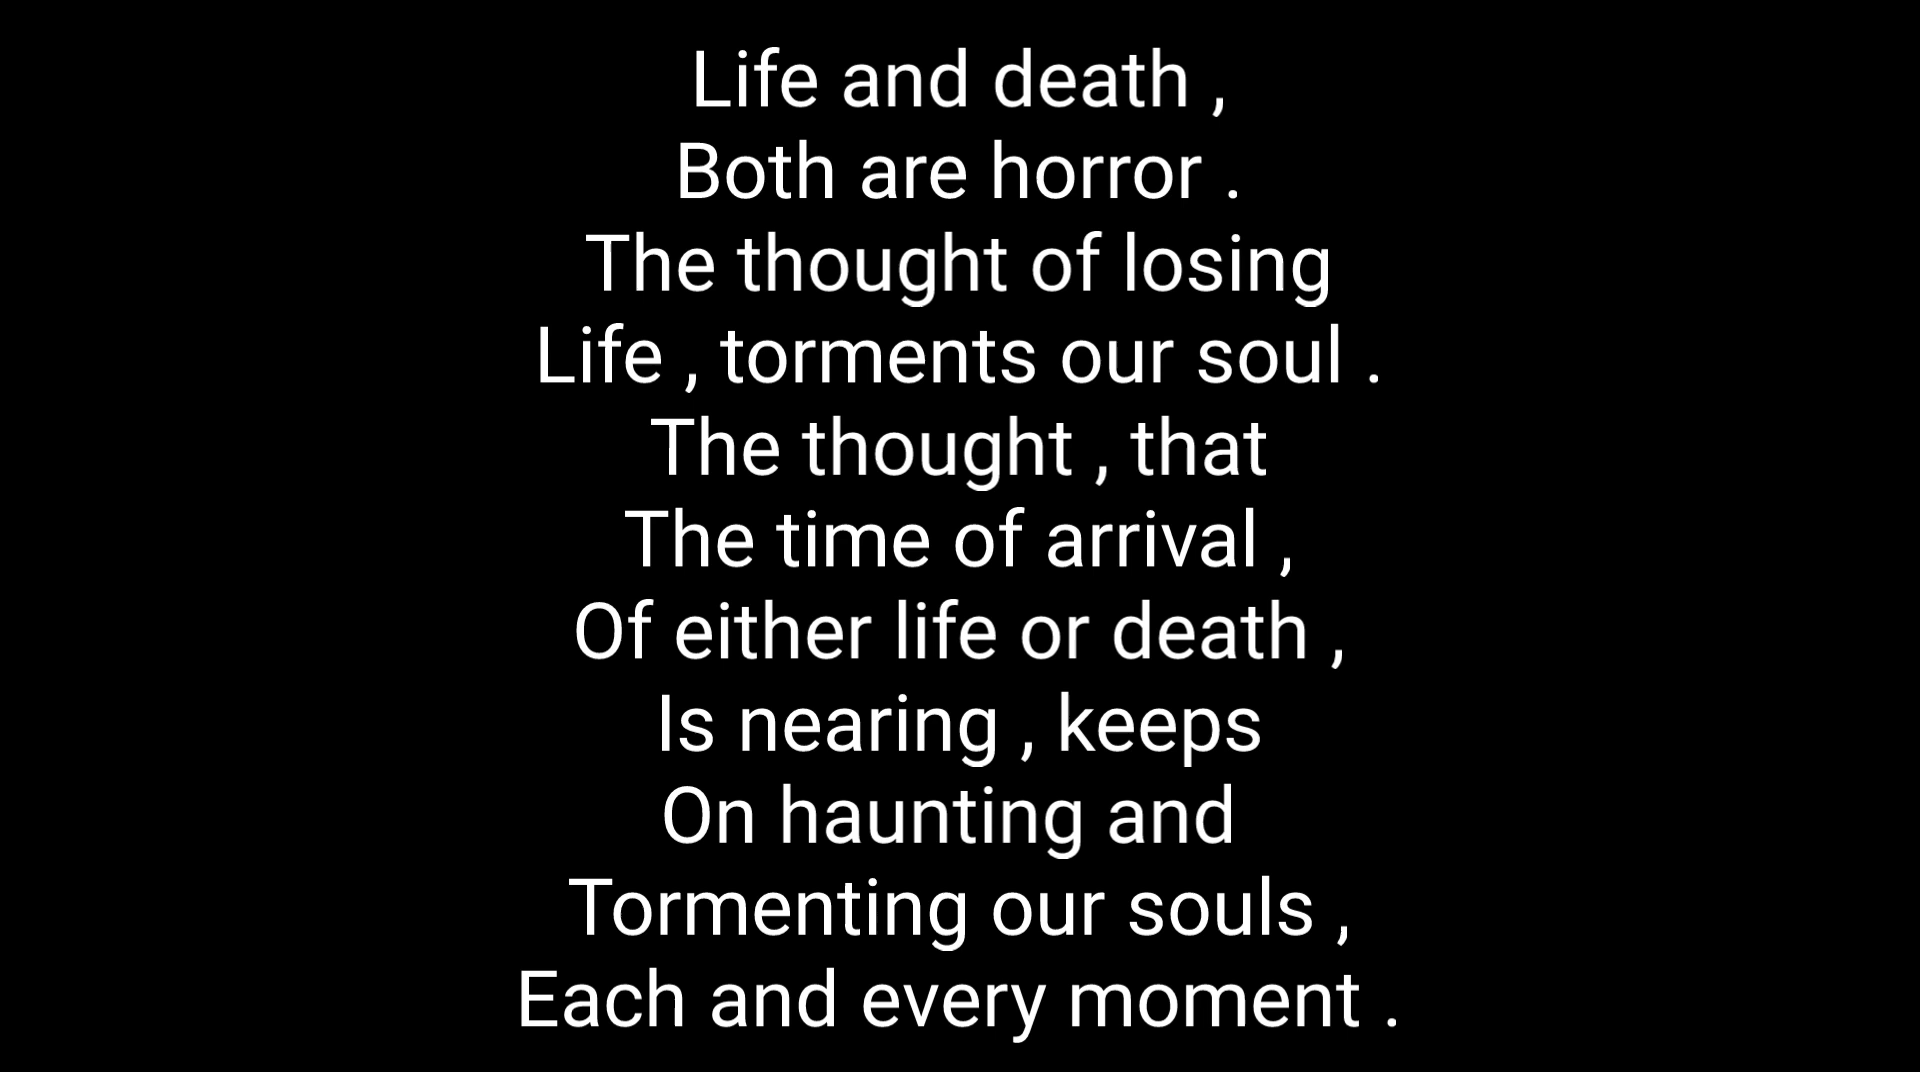 Life and death ,
Both are horror .
The thought of losing
Life , torments our soul .
The thought , that
The time of arrival ,
Of either life or death ,
Is nearing , keeps
On haunting and
Tormenting our souls ,
Each and every moment .